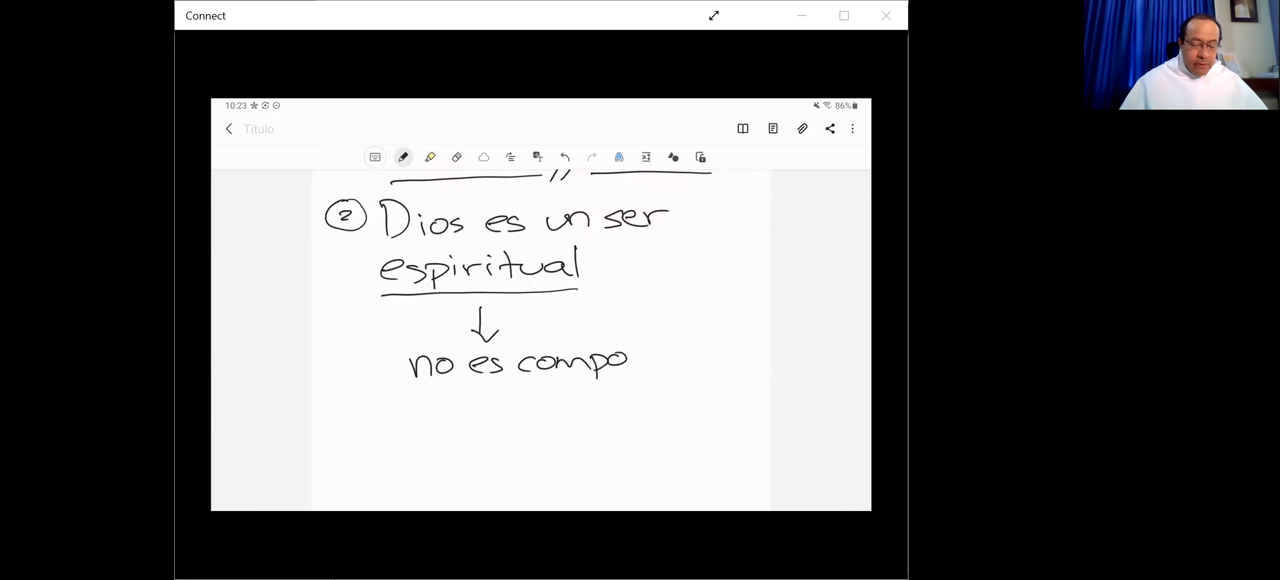 Connect
10:23
86%
Título
② Dios es un ser
espiritual
no es compo